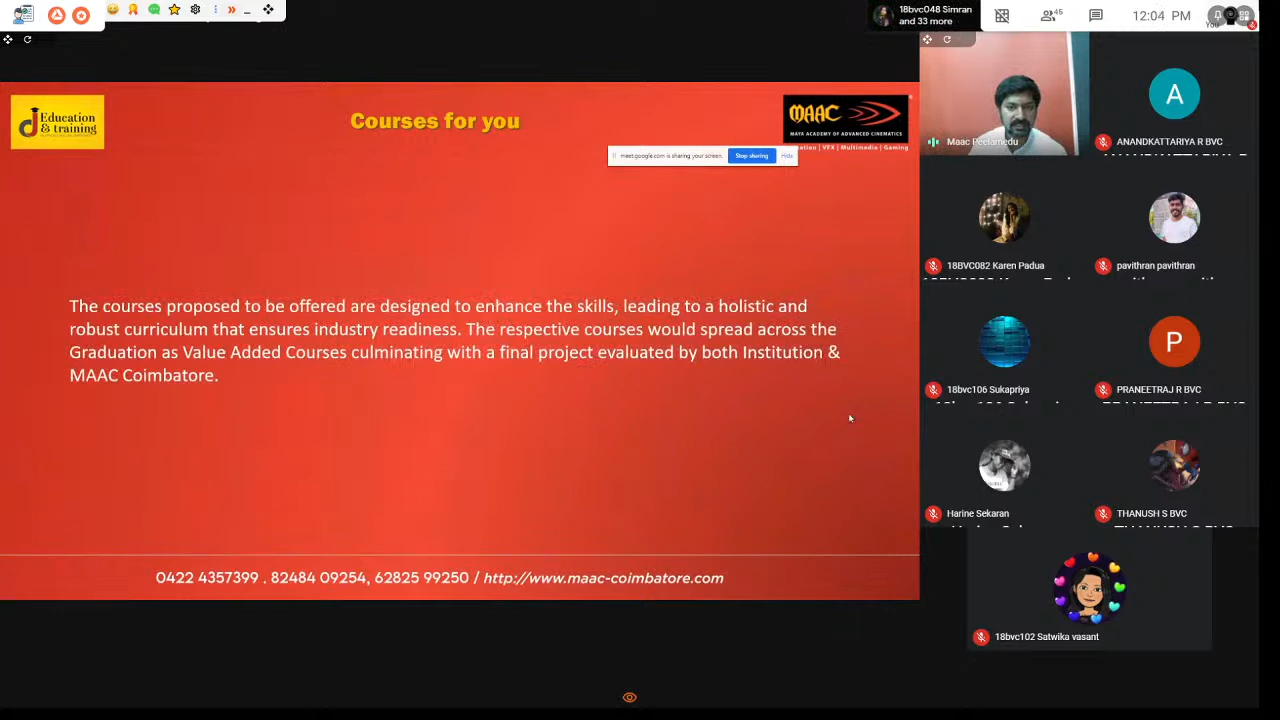 18bvc048 Simran
and 33 more
45
12:04 PM
You
Education
& training
Courses for you
MAAC
MAYA ACADEMY OF ADVANCED CINEMATICS
| VFX | Multimedia | Gaming
meet.google.com is sharing your screen.
Stop sharing
Hide
The courses proposed to be offered are designed to enhance the skills, leading to a holistic and
robust curriculum that ensures industry readiness. The respective courses would spread across the
Graduation as Value Added Courses culminating with a final project evaluated by both Institution &
MAAC Coimbatore.
0422 4357399 . 82484 09254, 62825 99250 / http://www.maac-coimbatore.com
Maac Peelamedu
A
ANANDKATTARIYA R BVC
18BVC082 Karen Padua
pavithran pavithran
18bvc106 Sukapriya
P
PRANEETRAJ R BVC
Harine Sekaran
THANUSH S BVC
18bvc102 Satwika vasant